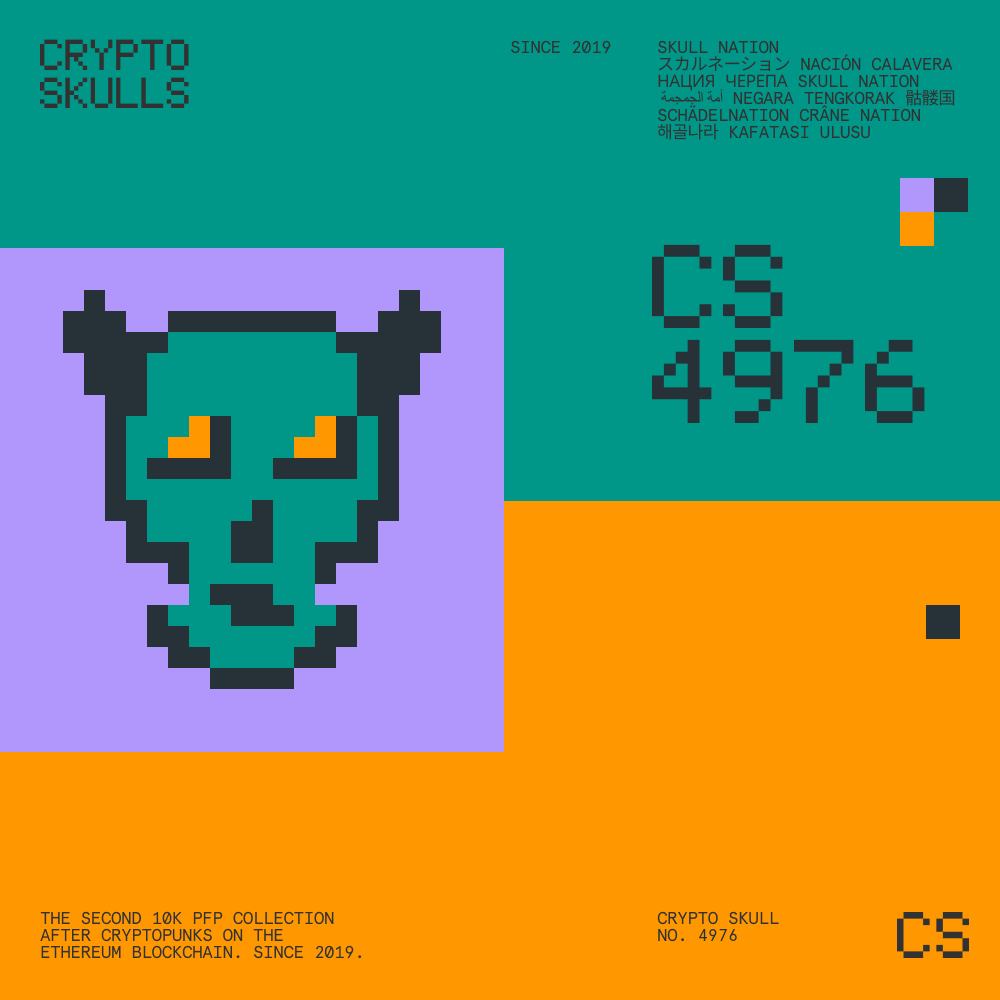 CRYPTO
SKULLS
SINCE 2019
SKULL NATION
スカルネーション NACIÓN CALAVERA
НАЦИЯ ЧЕРЕПА SKULL NATION
أمة الجمجمة NEGARA TENGKORAK 骷髅国
SCHÄDELNATION CRÂNE NATION
해골나라 KAFATASI ULUSU
CS
4976
THE SECOND 10K PFP COLLECTION
AFTER CRYPTOPUNKS ON THE
ETHEREUM BLOCKCHAIN. SINCE 2019.
CRYPTO SKULL
NO. 4976
CS